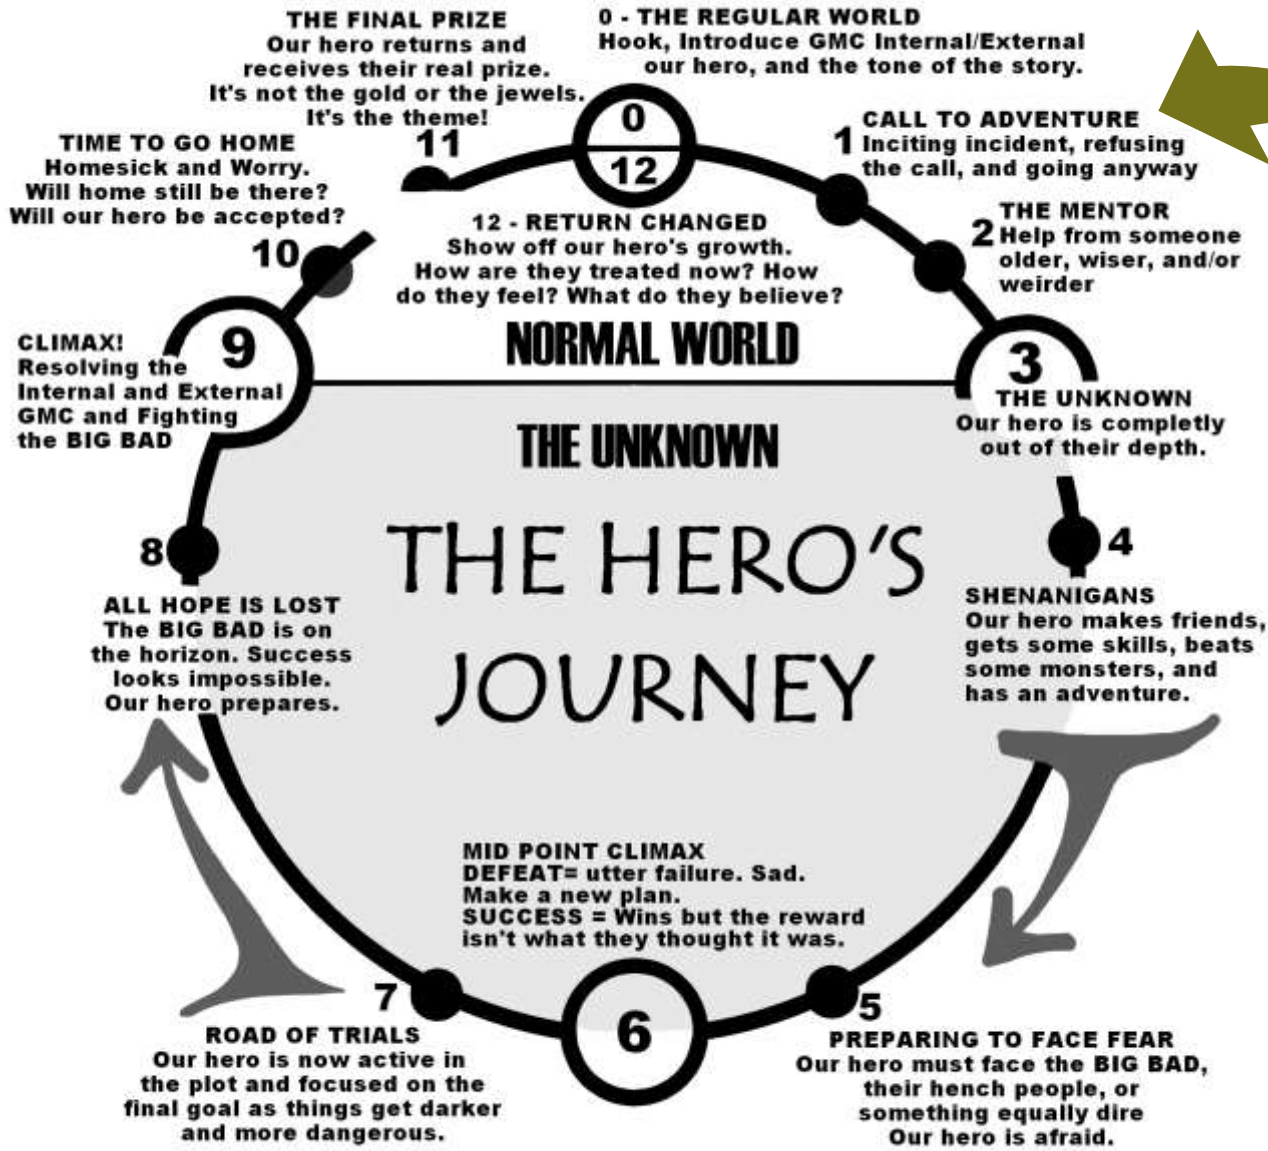 0 - THE REGULAR WORLD
Hook, Introduce GMC Internal/External
our hero, and the tone of the story.
0
12
1
CALL TO ADVENTURE
Inciting incident, refusing
the call, and going anyway
2
THE MENTOR
Help from someone
older, wiser, and/or
weirder
3
THE UNKNOWN
Our hero is completly
out of their depth.
4
SHENANIGANS
Our hero makes friends,
gets some skills, beats
some monsters, and
has an adventure.
5
PREPARING TO FACE FEAR
Our hero must face the BIG BAD,
their hench people, or
something equally dire
Our hero is afraid.
6
MID POINT CLIMAX
DEFEAT= utter failure. Sad.
Make a new plan.
SUCCESS = Wins but the reward
isn't what they thought it was.
7
ROAD OF TRIALS
Our hero is now active in
the plot and focused on the
final goal as things get darker
and more dangerous.
8
ALL HOPE IS LOST
The BIG BAD is on
the horizon. Success
looks impossible.
Our hero prepares.
9
CLIMAX!
Resolving the
Internal and External
GMC and Fighting
the BIG BAD
10
TIME TO GO HOME
Homesick and Worry.
Will home still be there?
Will our hero be accepted?
11
THE FINAL PRIZE
Our hero returns and
receives their real prize.
It's not the gold or the jewels.
It's the theme!
12 - RETURN CHANGED
Show off our hero's growth.
How are they treated now? How
do they feel? What do they believe?
NORMAL WORLD
THE UNKNOWN
THE HERO'S
JOURNEY